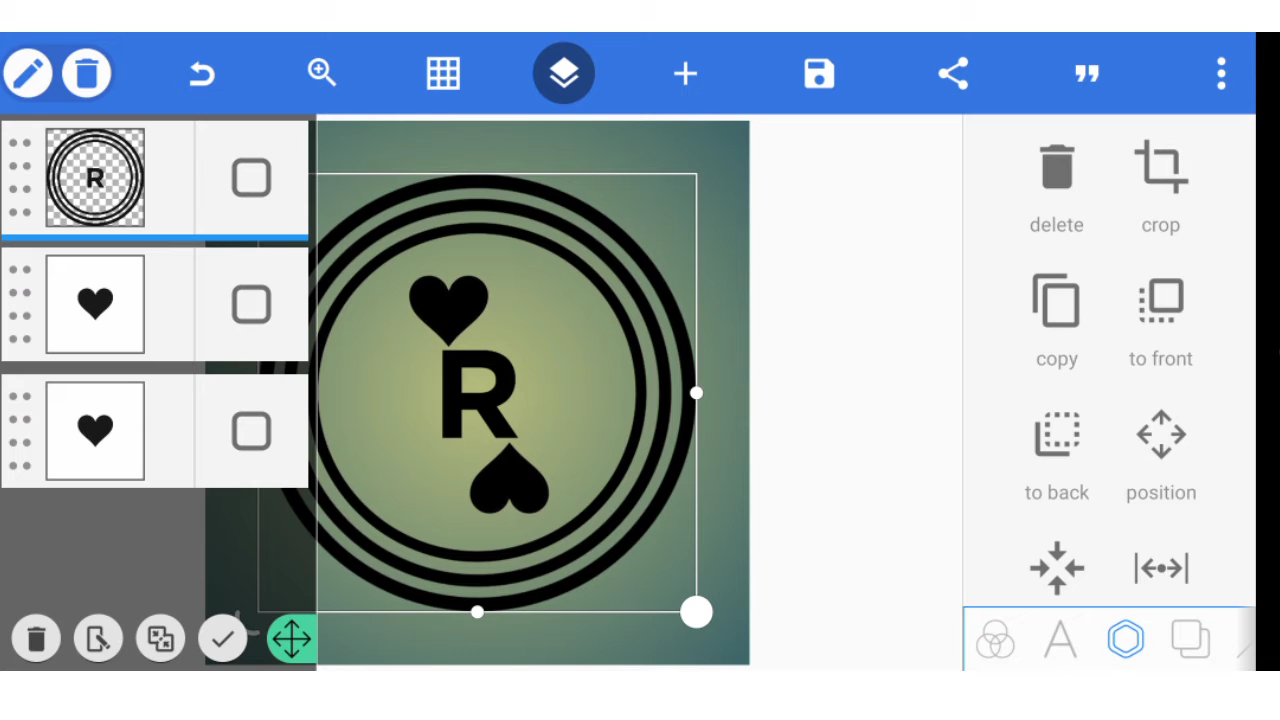 R
R
delete
crop
copy
to front
to back
position
A